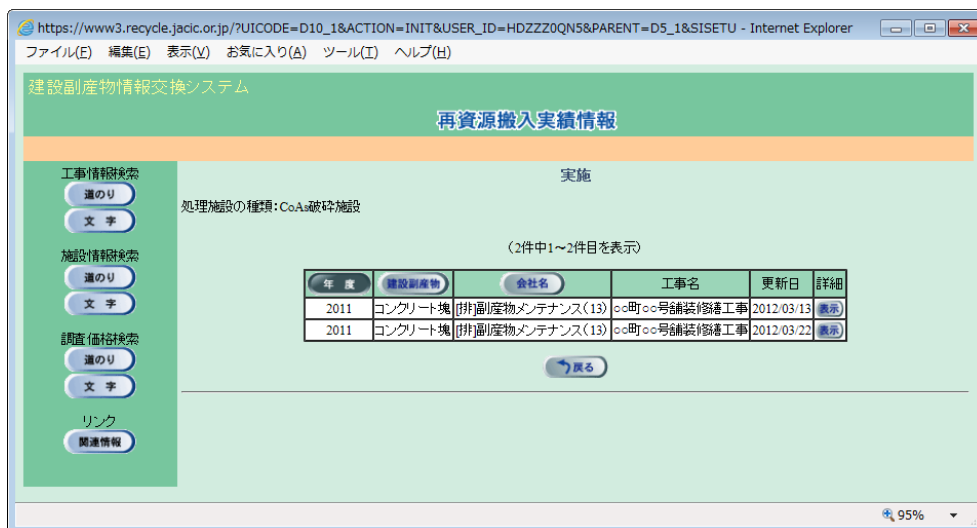 https://www3.recycle.jacic.or.jp/?UICODE=D10_1&ACTION=INIT&USER_ID=HDZZZ0QN5&PARENT=D5_1&SISETU - Internet Explorer
ファイル(F) 編集(E) 表示(V) お気に入り(A) ツール(T) ヘルプ(H)
建設副産物情報交換システム
再資源搬入実績情報
工事情報検索
道のり
文 字
施設情報検索
道のり
文 字
調査価格検索
道のり
文 字
リンク
関連情報
実施
処理施設の種類:CoAs破砕施設
(2件中1～2件目を表示)
年 度 建設副産物 会社名 工事名 更新日 詳細
2011 コンクリート塊 [排]副産物メンテナンス(13) ○○町○○号舗装修繕工事 2012/03/13 表示
2011 コンクリート塊 [排]副産物メンテナンス(13) ○○町○○号舗装修繕工事 2012/03/22 表示
戻る
95%